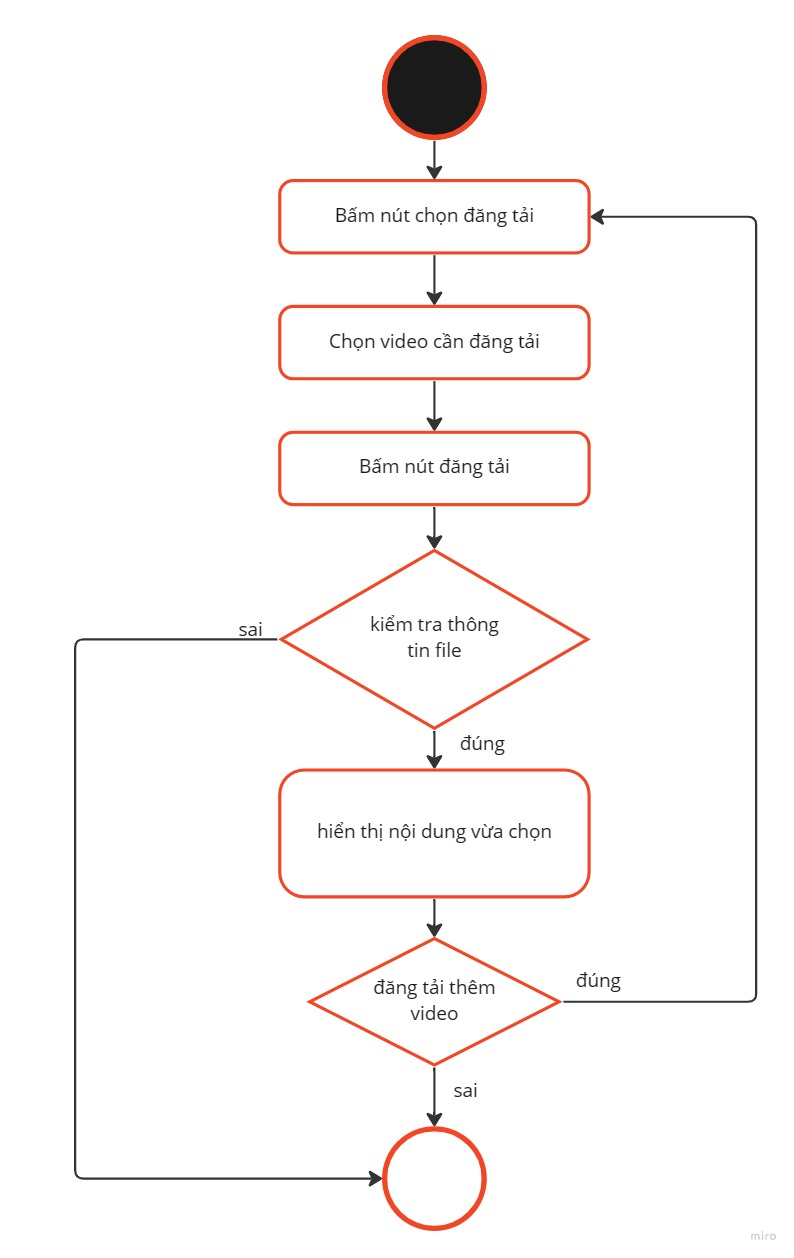 Bấm nút chọn đăng tải
Chọn video cần đăng tải
Bấm nút đăng tải
kiểm tra thông
tin file
sai
đúng
hiển thị nội dung vừa chọn
đăng tải thêm
video
đúng
sai
miro